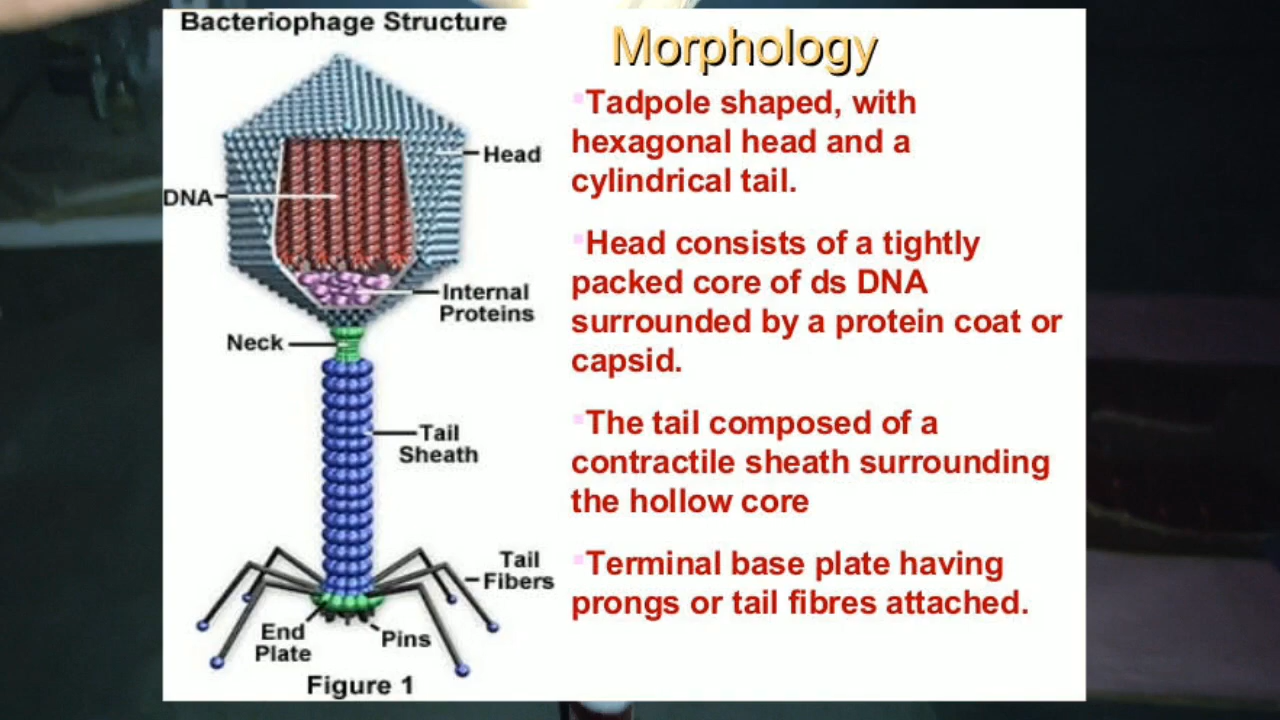 Bacteriophage Structure
Head
DNA
Internal
Proteins
Neck
Tail
Sheath
Tail
Fibers
End
Plate
Pins
Figure 1
Morphology
Tadpole shaped, with
hexagonal head and a
cylindrical tail.
Head consists of a tightly
packed core of ds DNA
surrounded by a protein coat or
capsid.
The tail composed of a
contractile sheath surrounding
the hollow core
Terminal base plate having
prongs or tail fibres attached.